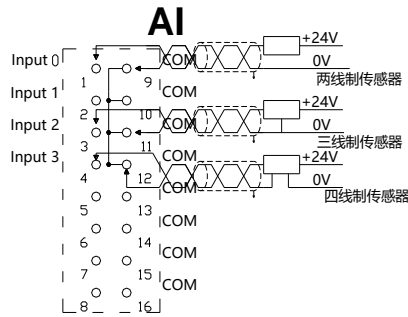 AI
+24V
Input 0
COM
0V
1
9
两线制传感器
Input 1
COM
+24V
2
10
0V
Input 2
COM
3
11
三线制传感器
Input 3
COM
+24V
4
12
COM
0V
四线制传感器
5
13
COM
6
14
COM
7
15
COM
8
16